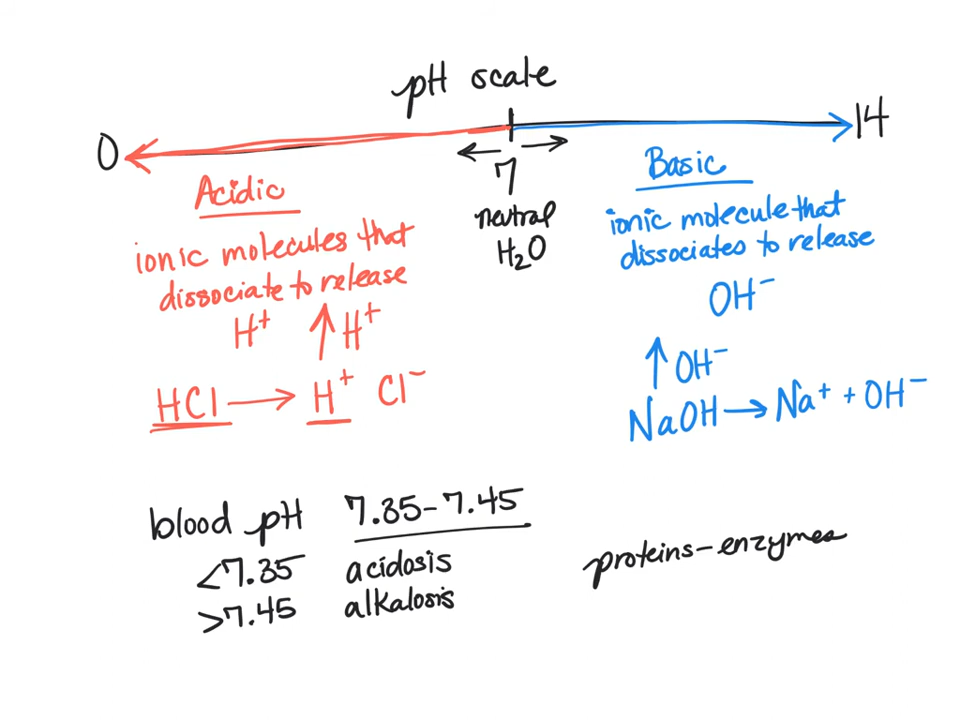 pH scale
0
14
7
neutral
H₂O
Acidic
ionic molecules that
dissociate to release
H⁺ ↑ H⁺
HCl → H⁺ Cl⁻
Basic
ionic molecule that
dissociates to release
OH⁻
↑ OH⁻
NaOH → Na⁺ + OH⁻
blood pH 7.35-7.45
<7.35 acidosis
>7.45 alkalosis
proteins-enzymes